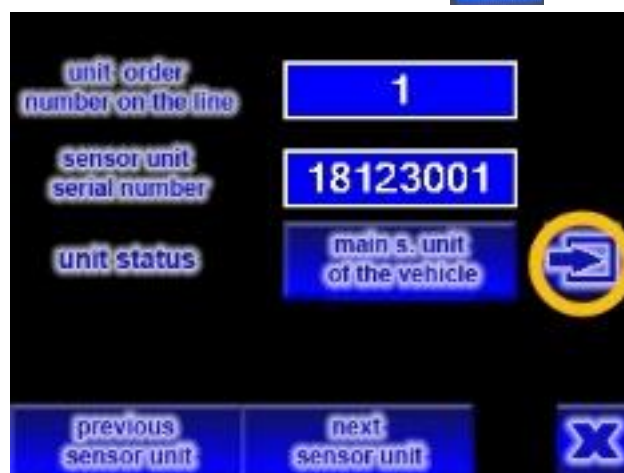 unit order
number on the line
1
sensor unit
serial number
18123001
unit status
main s. unit
of the vehicle
previous
sensor unit
next
sensor unit
X